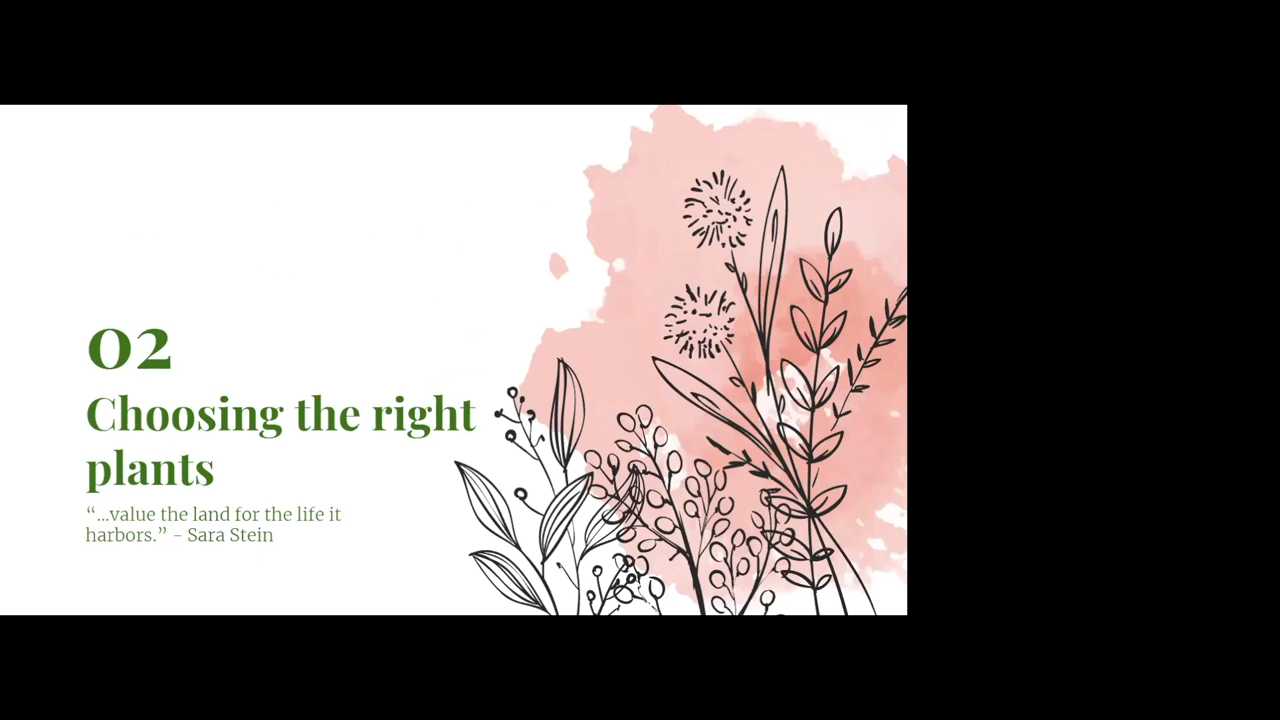 02
Choosing the right
plants
“...value the land for the life it
harbors.” - Sara Stein